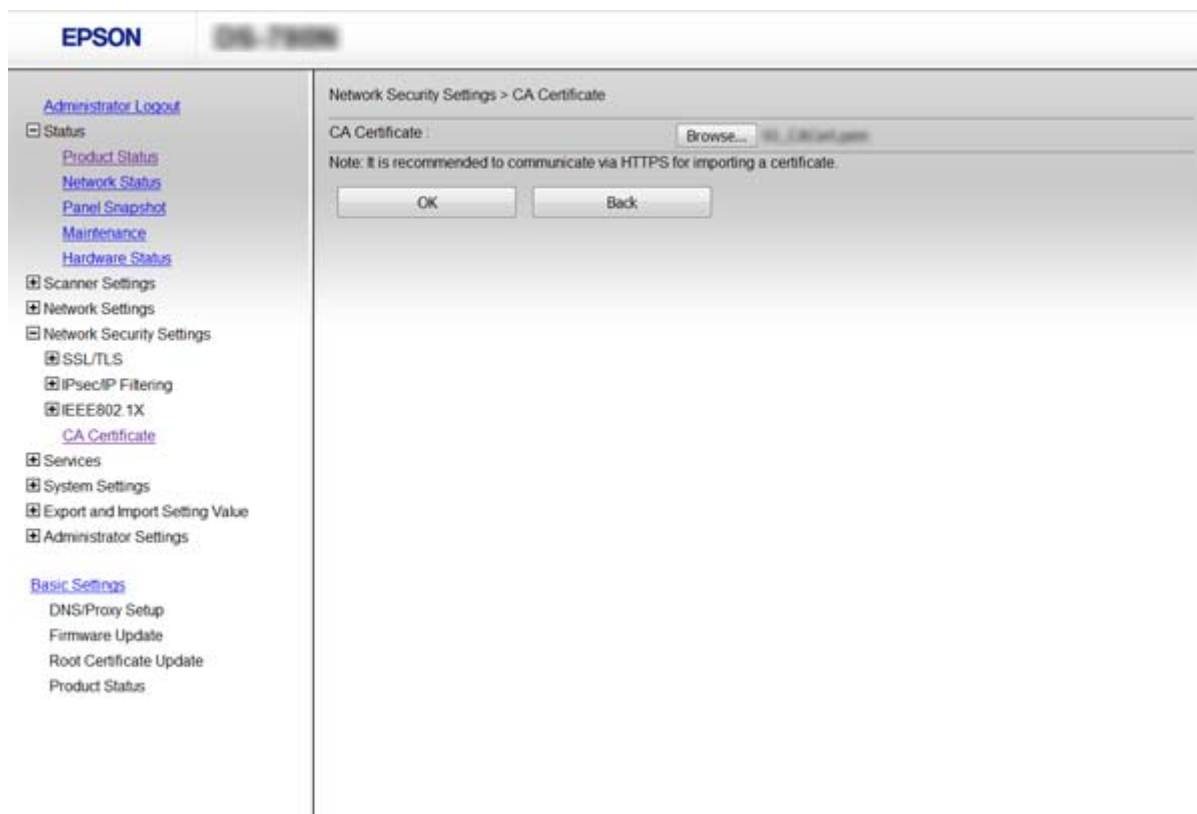 EPSON
Administrator Logout
Status
Product Status
Network Status
Panel Snapshot
Maintenance
Hardware Status
Scanner Settings
Network Settings
Network Security Settings
SSL/TLS
IPsec/IP Filtering
IEEE802.1X
CA Certificate
Services
System Settings
Export and Import Setting Value
Administrator Settings
Basic Settings
DNS/Proxy Setup
Firmware Update
Root Certificate Update
Product Status
Network Security Settings > CA Certificate
CA Certificate : Browse...
Note: It is recommended to communicate via HTTPS for importing a certificate.
OK Back